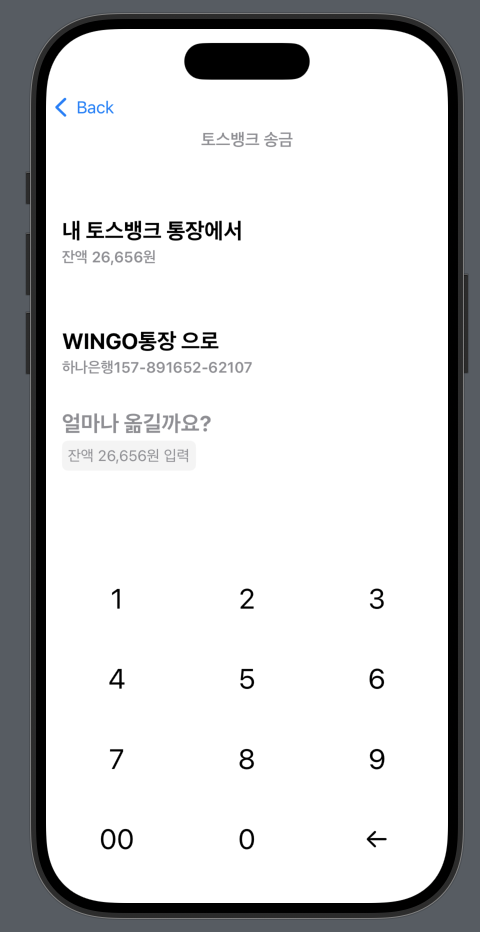 Back
토스뱅크 송금
내 토스뱅크 통장에서
잔액 26,656원
WINGO통장 으로
하나은행157-891652-62107
얼마나 옮길까요?
잔액 26,656원 입력
1 2 3
4 5 6
7 8 9
00 0 ←